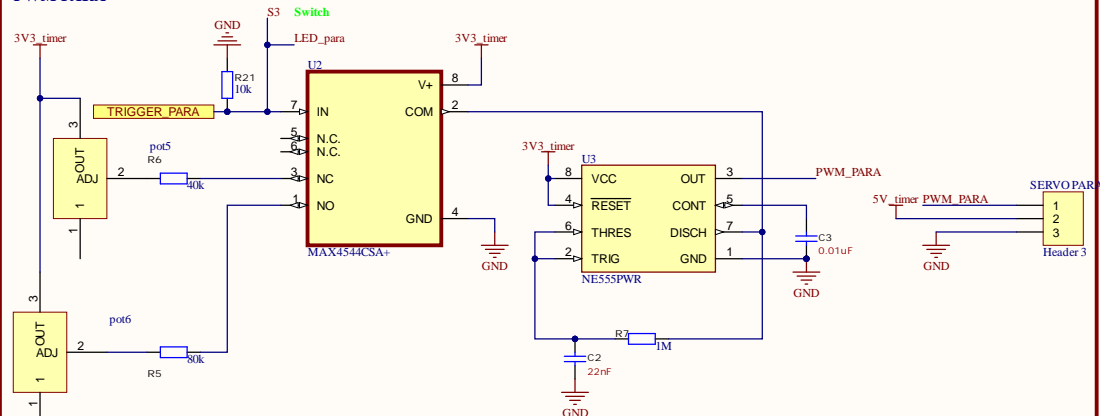 S3 Switch
GND
3V3_timer
LED_para
3V3_timer
U2
R21
10k
V+ 8
TRIGGER_PARA
7 IN
COM 2
5 N.C.
6 N.C.
3
OUT
ADJ
2
1
pot5
R6
40k
3 NC
1 NO
GND 4
GND
MAX4544CSA+
3V3_timer
U3
8 VCC
OUT 3
PWM_PARA
4 RESET
CONT 5
6 THRES
DISCH 7
2 TRIG
GND 1
NE555PWR
C3
0.01uF
GND
SERVO PARA
5V_timer PWM_PARA
1
2
3
GND
Header 3
3
OUT
ADJ
2
1
pot6
80k
R5
R7
1M
C2
22nF
GND